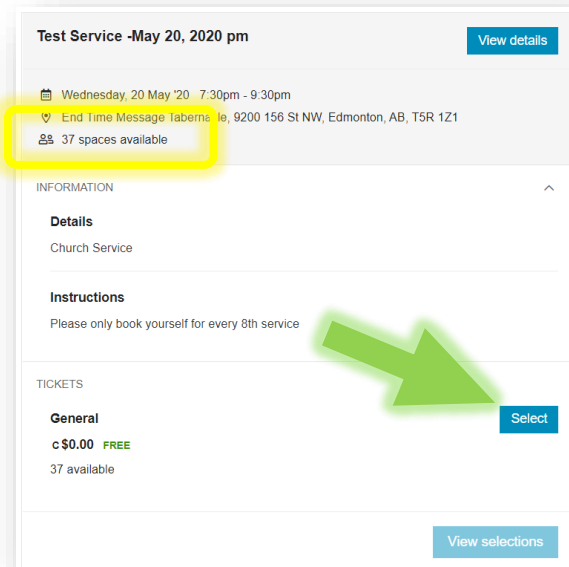 Test Service -May 20, 2020 pm
View details
Wednesday, 20 May '20 7:30pm - 9:30pm
End Time Message Tabernacle, 9200 156 St NW, Edmonton, AB, T5R 1Z1
37 spaces available
INFORMATION
Details
Church Service
Instructions
Please only book yourself for every 8th service
TICKETS
General
Select
C$0.00 FREE
37 available
View selections